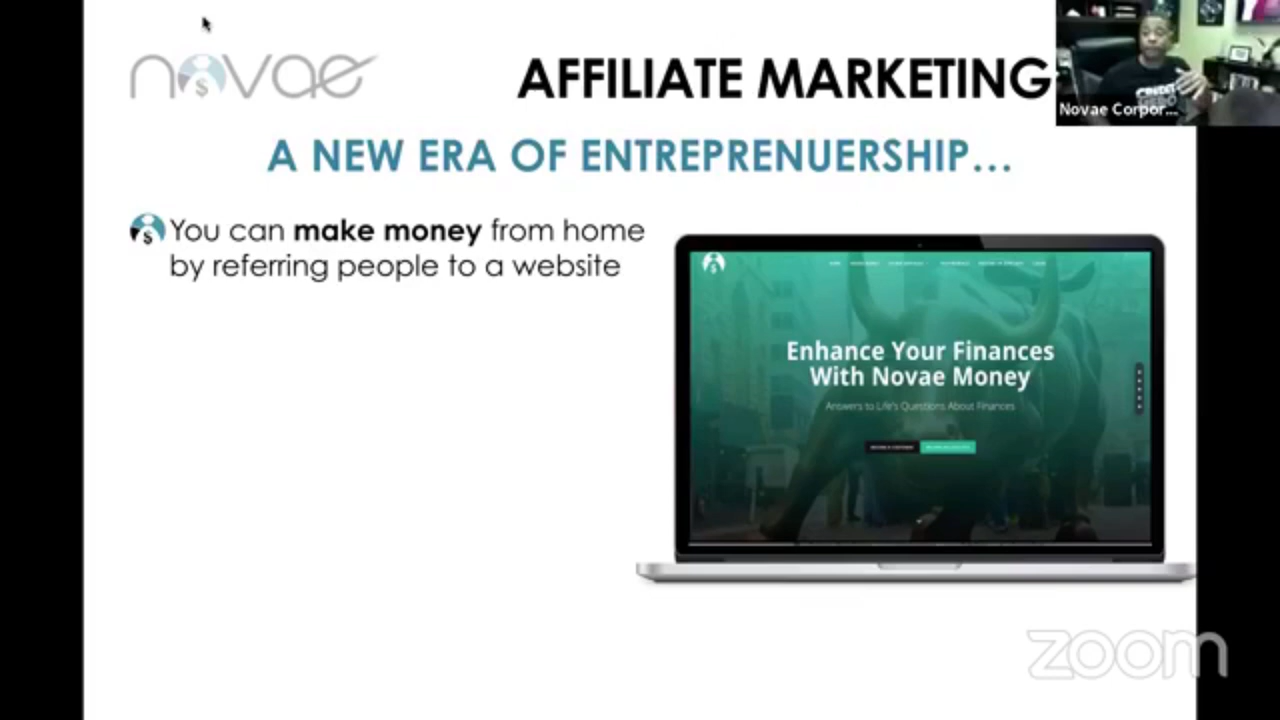 novae
AFFILIATE MARKETING
Novae Corpor...
A NEW ERA OF ENTREPRENUERSHIP...
You can make money from home
by referring people to a website
Enhance Your Finances
With Novae Money
Answers to Life's Questions About Finances
zoom